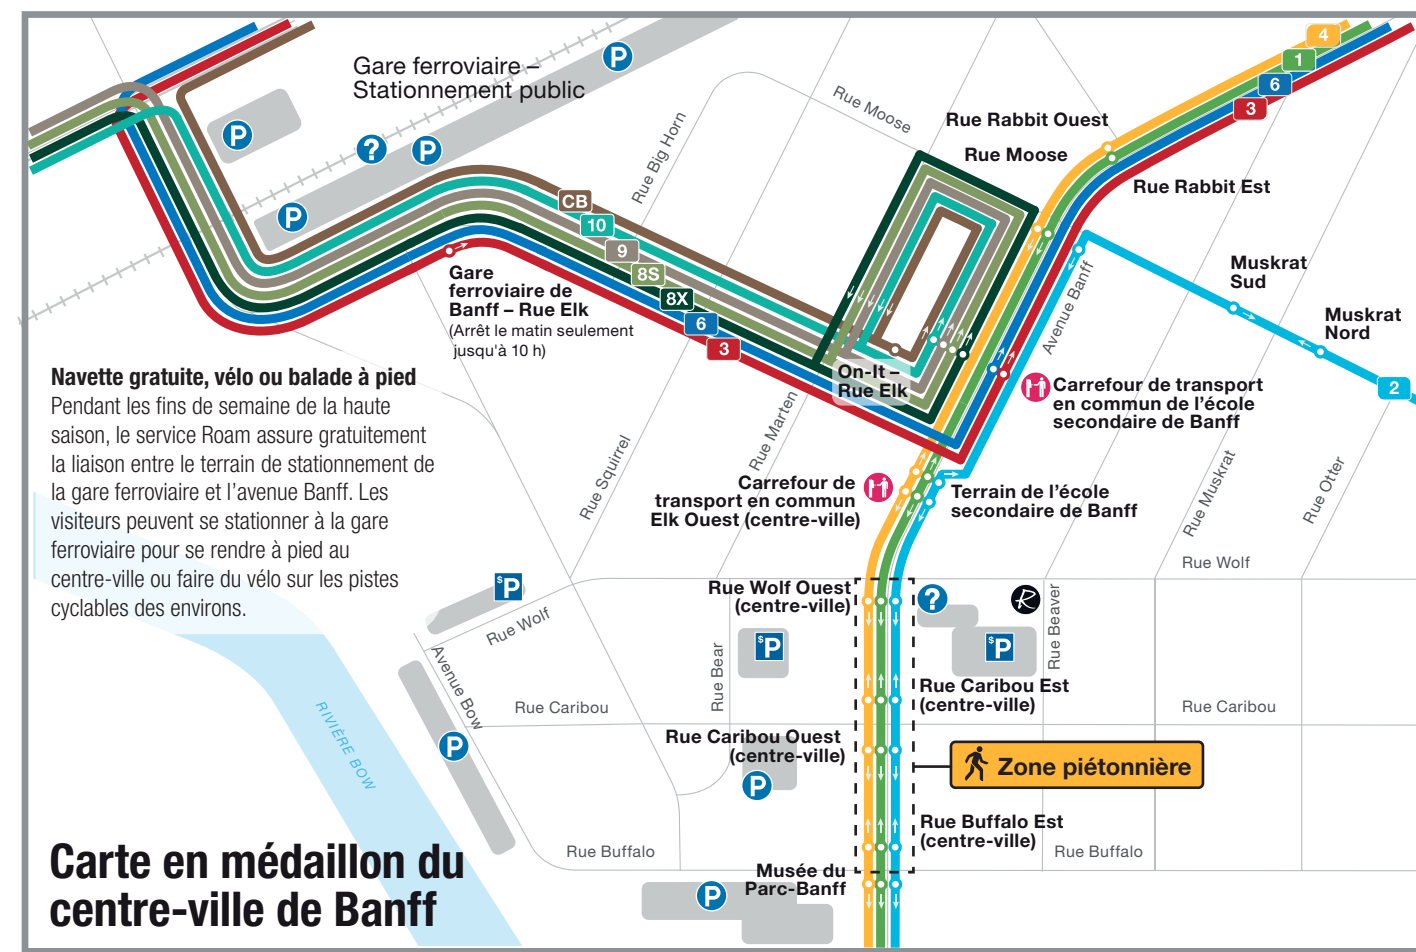 Gare ferroviaire –
Stationnement public
P
P
?
P
P
Rue Big Horn
Rue Moose
Rue Rabbit Ouest
Rue Moose
Rue Rabbit Est
4
1
6
3
CB
10
9
8S
8X
6
3
Gare
ferroviaire de
Banff – Rue Elk
(Arrêt le matin seulement
jusqu'à 10 h)
Avenue Banff
Muskrat
Sud
Muskrat
Nord
2
On-It –
Rue Elk
Carrefour de transport
en commun de l'école
secondaire de Banff
Navette gratuite, vélo ou balade à pied
Pendant les fins de semaine de la haute
saison, le service Roam assure gratuitement
la liaison entre le terrain de stationnement de
la gare ferroviaire et l’avenue Banff. Les
visiteurs peuvent se stationner à la gare
ferroviaire pour se rendre à pied au
centre-ville ou faire du vélo sur les pistes
cyclables des environs.
Rue Squirrel
Rue Marten
Carrefour de
transport en commun
Elk Ouest (centre-ville)
Terrain de l’école
secondaire de Banff
Rue Muskrat
Rue Otter
Rue Wolf
$P
Rue Wolf
Rue Wolf Ouest
(centre-ville)
?
R
Rue Beaver
$P
$P
Rue Bear
Avenue Bow
Rue Caribou
Rue Caribou Est
(centre-ville)
Rue Caribou
Rue Caribou Ouest
(centre-ville)
P
P
Zone piétonnière
RIVIÈRE BOW
Rue Buffalo Est
(centre-ville)
Rue Buffalo
Rue Buffalo
Musée du
Parc-Banff
P
Carte en médaillon du
centre-ville de Banff